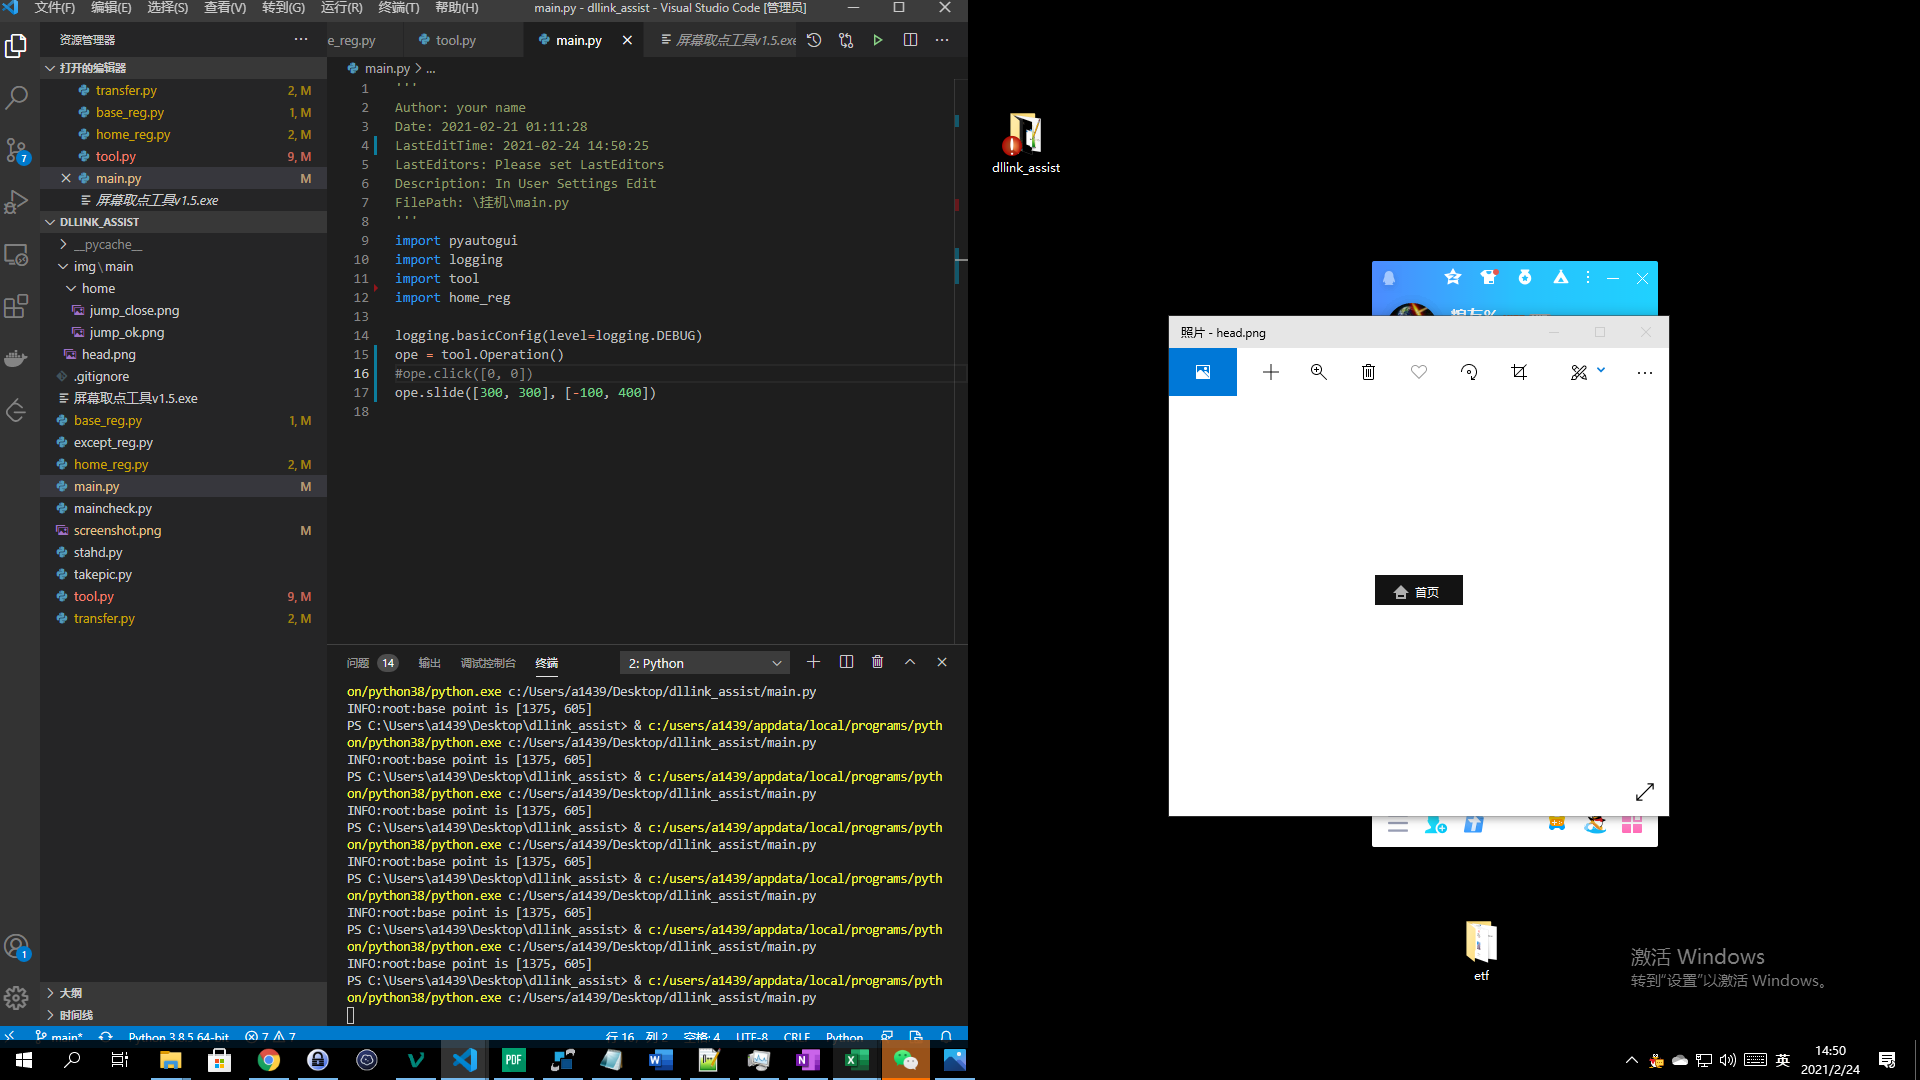 文件(F) 编辑(E) 选择(S) 查看(V) 转到(G) 运行(R) 终端(T) 帮助(H) main.py - dllink_assist - Visual Studio Code [管理员]
资源管理器
e_reg.py tool.py main.py 屏幕取点工具v1.5.exe
打开的编辑器
transfer.py 2, M
base_reg.py 1, M
home_reg.py 2, M
tool.py 9, M
main.py M
屏幕取点工具v1.5.exe
DLLINK_ASSIST
__pycache__
img\main
home
jump_close.png
jump_ok.png
head.png
.gitignore
屏幕取点工具v1.5.exe
base_reg.py 1, M
except_reg.py
home_reg.py 2, M
main.py M
maincheck.py
screenshot.png M
stahd.py
takepic.py
tool.py 9, M
transfer.py 2, M
大纲
时间线
7
1
main.py > ...
1 '''
2 Author: your name
3 Date: 2021-02-21 01:11:28
4 LastEditTime: 2021-02-24 14:50:25
5 LastEditors: Please set LastEditors
6 Description: In User Settings Edit
7 FilePath: \挂机\main.py
8 '''
9 import pyautogui
10 import logging
11 import tool
12 import home_reg
13
14 logging.basicConfig(level=logging.DEBUG)
15 ope = tool.Operation()
16 #ope.click([0, 0])
17 ope.slide([300, 300], [-100, 400])
18
问题 14 输出 调试控制台 终端 2: Python
on/python38/python.exe c:/Users/a1439/Desktop/dllink_assist/main.py
INFO:root:base point is [1375, 605]
PS C:\Users\a1439\Desktop\dllink_assist> & c:/users/a1439/appdata/local/programs/pyth
on/python38/python.exe c:/Users/a1439/Desktop/dllink_assist/main.py
INFO:root:base point is [1375, 605]
PS C:\Users\a1439\Desktop\dllink_assist> & c:/users/a1439/appdata/local/programs/pyth
on/python38/python.exe c:/Users/a1439/Desktop/dllink_assist/main.py
INFO:root:base point is [1375, 605]
PS C:\Users\a1439\Desktop\dllink_assist> & c:/users/a1439/appdata/local/programs/pyth
on/python38/python.exe c:/Users/a1439/Desktop/dllink_assist/main.py
INFO:root:base point is [1375, 605]
PS C:\Users\a1439\Desktop\dllink_assist> & c:/users/a1439/appdata/local/programs/pyth
on/python38/python.exe c:/Users/a1439/Desktop/dllink_assist/main.py
INFO:root:base point is [1375, 605]
PS C:\Users\a1439\Desktop\dllink_assist> & c:/users/a1439/appdata/local/programs/pyth
on/python38/python.exe c:/Users/a1439/Desktop/dllink_assist/main.py
INFO:root:base point is [1375, 605]
PS C:\Users\a1439\Desktop\dllink_assist> & c:/users/a1439/appdata/local/programs/pyth
on/python38/python.exe c:/Users/a1439/Desktop/dllink_assist/main.py
main* Python 3.8.5 64-bit 7 7 行 16, 列 2 空格: 4 UTF-8 CRLF Python
dllink_assist
照片 - head.png
首页
etf
激活 Windows
转到"设置"以激活 Windows。
PDF
英
14:50
2021/2/24